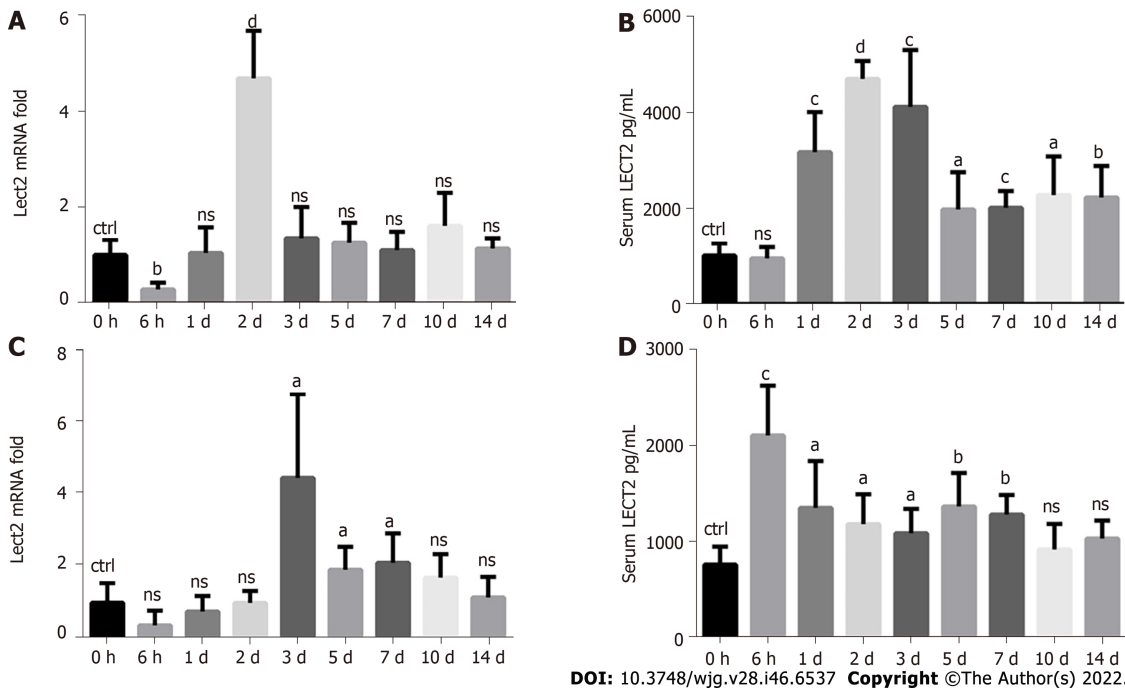 A
Lect2 mRNA fold
6
4
2
0
ctrl
b
ns
d
ns
ns
ns
ns
ns
0 h
6 h
1 d
2 d
3 d
5 d
7 d
10 d
14 d
B
Serum LECT2 pg/mL
6000
4000
2000
0
ctrl
ns
c
d
c
a
c
a
b
0 h
6 h
1 d
2 d
3 d
5 d
7 d
10 d
14 d
C
Lect2 mRNA fold
8
6
4
2
0
ctrl
ns
ns
ns
a
a
a
ns
ns
0 h
6 h
1 d
2 d
3 d
5 d
7 d
10 d
14 d
D
Serum LECT2 pg/mL
3000
2000
1000
0
ctrl
c
a
a
a
b
b
ns
ns
0 h
6 h
1 d
2 d
3 d
5 d
7 d
10 d
14 d
DOI: 10.3748/wjg.v28.i46.6537 Copyright ©The Author(s) 2022.